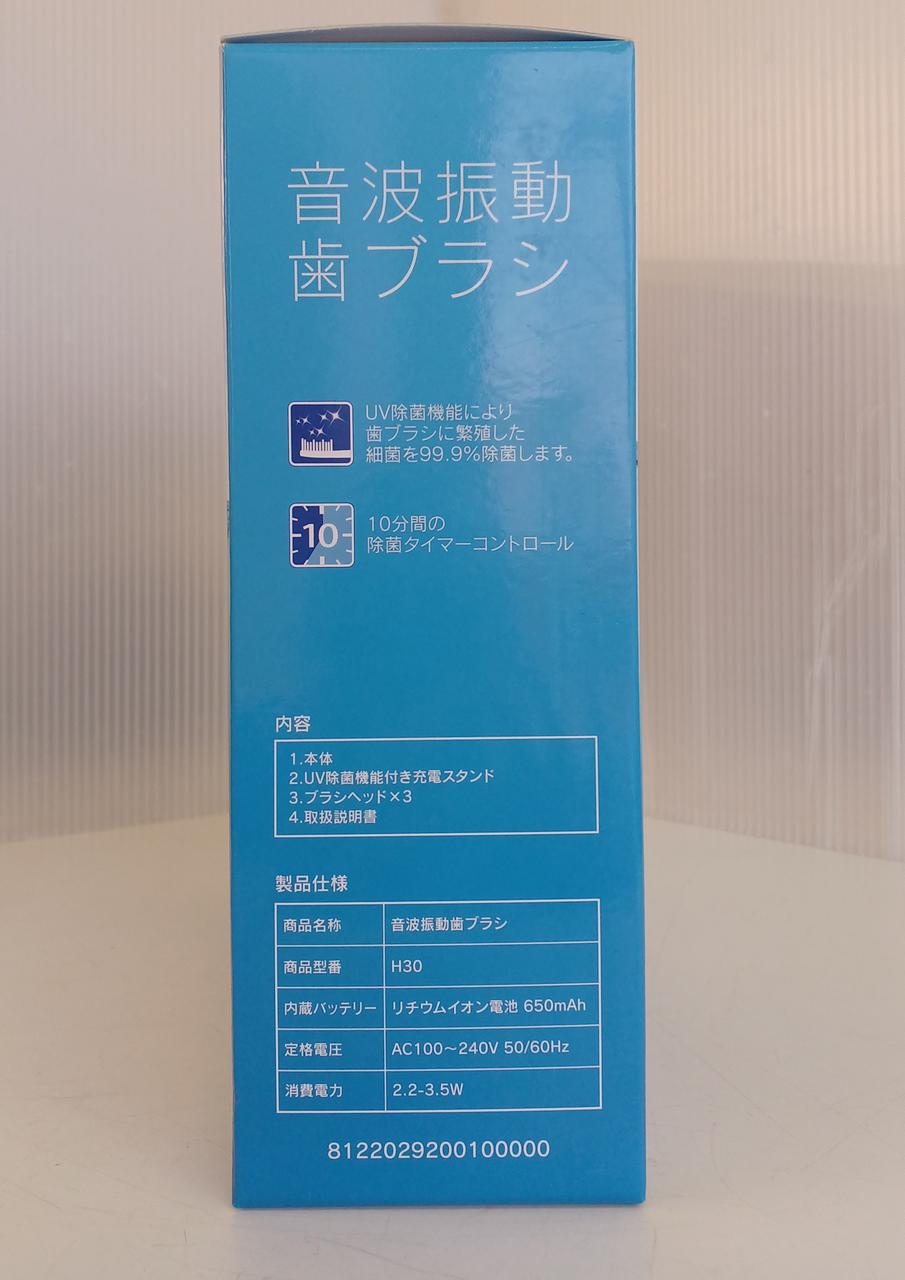 音波振動
歯ブラシ
UV除菌機能により
歯ブラシに繁殖した
細菌を99.9%除菌します。
10
10分間の
除菌タイマーコントロール
内容
1.本体
2.UV除菌機能付き充電スタンド
3.ブラシヘッド×3
4.取扱説明書
製品仕様
商品名称 音波振動歯ブラシ
商品型番 H30
内蔵バッテリー リチウムイオン電池 650mAh
定格電圧 AC100～240V 50/60Hz
消費電力 2.2-3.5W
8122029200100000